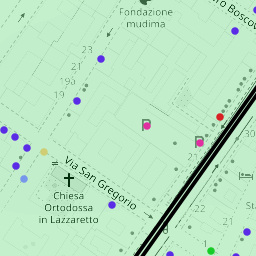 Fondazione
mudima
23
21
19a
19
P
P
30
Via San Gregorio
Chiesa
Ortodossa
in Lazzaretto
22
21